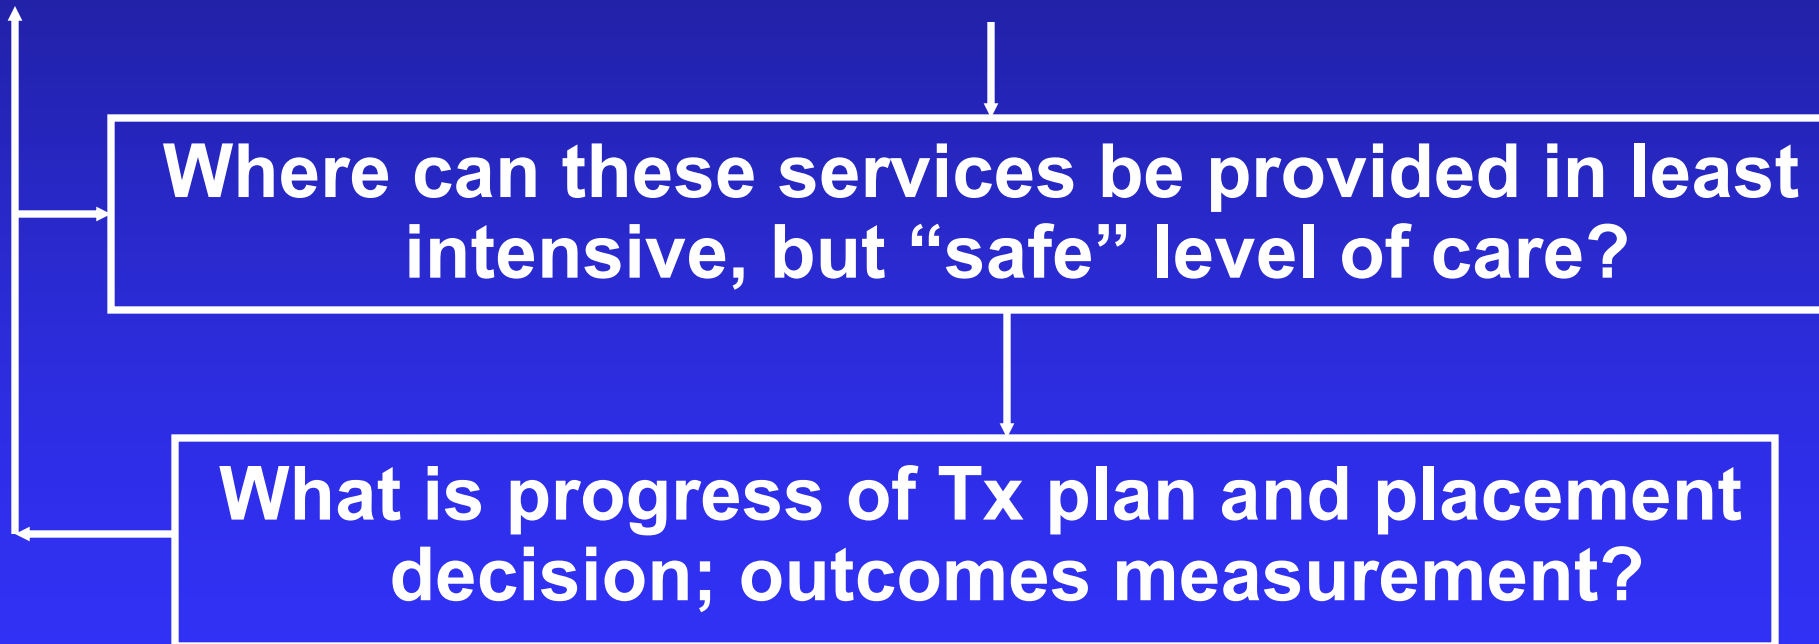 Where can these services be provided in least
intensive, but “safe” level of care?
What is progress of Tx plan and placement
decision; outcomes measurement?